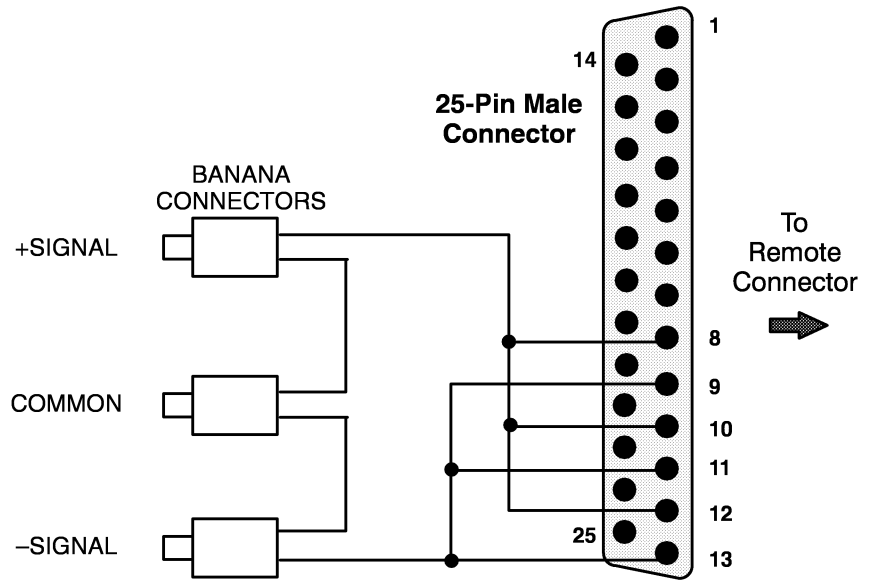 1
14
25-Pin Male
Connector
BANANA
CONNECTORS
+SIGNAL
To
Remote
Connector
8
9
COMMON
10
11
12
25
–SIGNAL
13